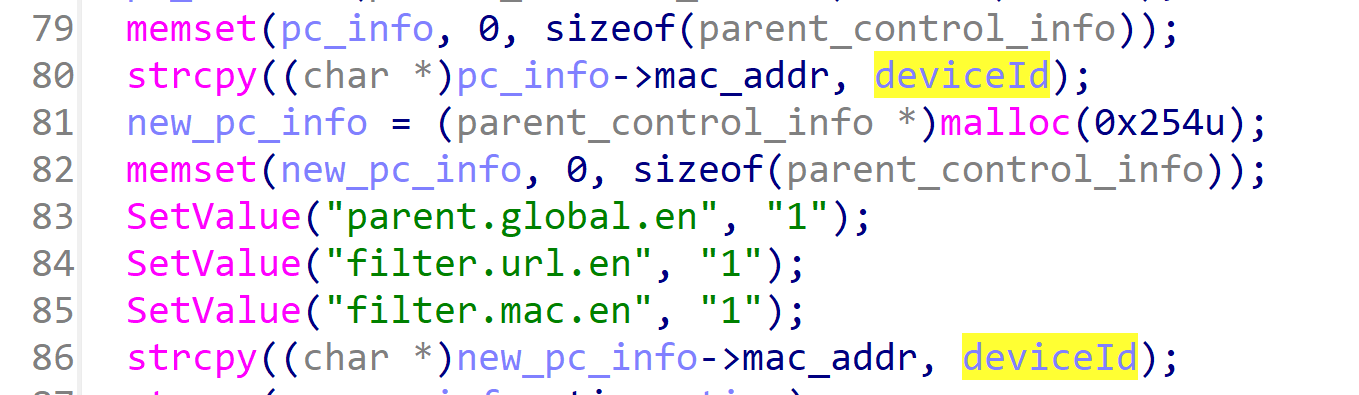 79 memset(pc_info, 0, sizeof(parent_control_info));
80 strcpy((char *)pc_info->mac_addr, deviceId);
81 new_pc_info = (parent_control_info *)malloc(0x254u);
82 memset(new_pc_info, 0, sizeof(parent_control_info));
83 SetValue("parent.global.en", "1");
84 SetValue("filter.url.en", "1");
85 SetValue("filter.mac.en", "1");
86 strcpy((char *)new_pc_info->mac_addr, deviceId);